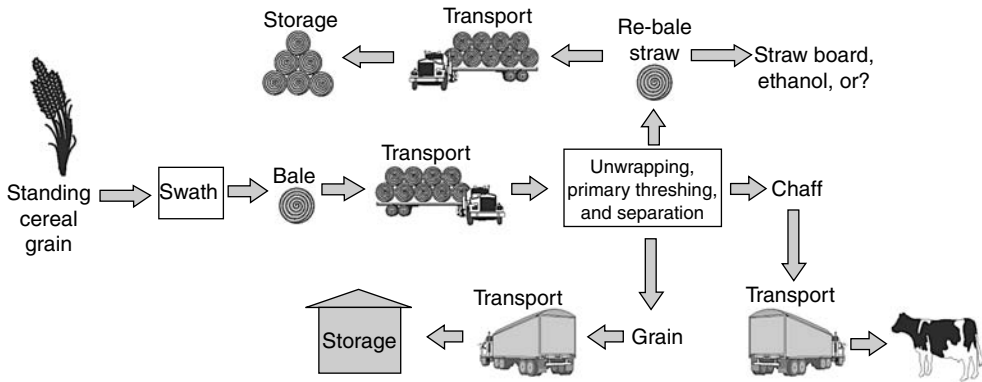 Storage
Transport
Re-bale
straw
Straw board,
ethanol, or?
Standing
cereal
grain
Swath
Bale
Transport
Unwrapping,
primary threshing,
and separation
Chaff
Storage
Transport
Grain
Transport